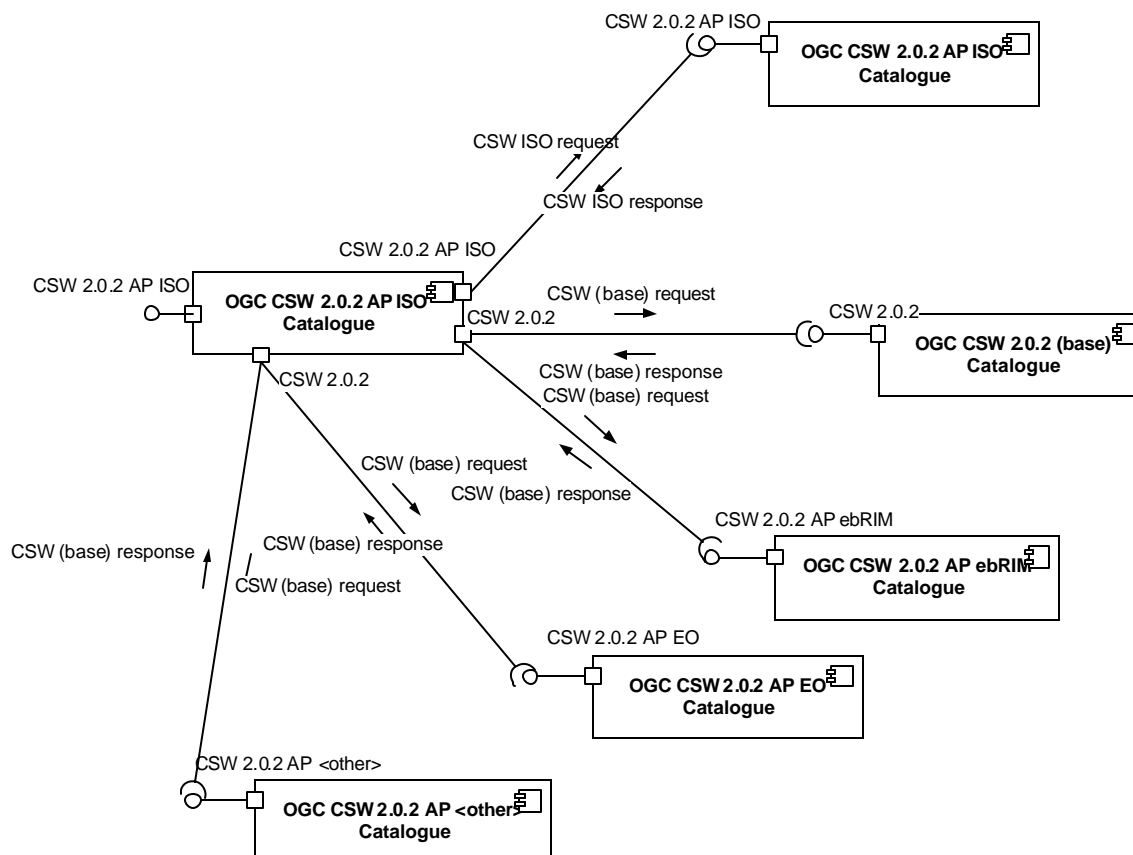 CSW 2.0.2 AP ISO
OGC CSW 2.0.2 AP ISO
Catalogue
CSW ISO request
CSW ISO response
CSW 2.0.2 AP ISO
CSW 2.0.2 AP ISO
OGC CSW 2.0.2 AP ISO
Catalogue
CSW (base) request
CSW 2.0.2
CSW 2.0.2
OGC CSW 2.0.2 (base)
Catalogue
CSW (base) response
CSW 2.0.2
CSW (base) request
CSW (base) request
CSW (base) response
CSW 2.0.2 AP ebRIM
OGC CSW 2.0.2 AP ebRIM
Catalogue
CSW (base) response
CSW (base) response
CSW (base) request
CSW 2.0.2 AP EO
OGC CSW 2.0.2 AP EO
Catalogue
CSW 2.0.2 AP <other>
OGC CSW 2.0.2 AP <other>
Catalogue